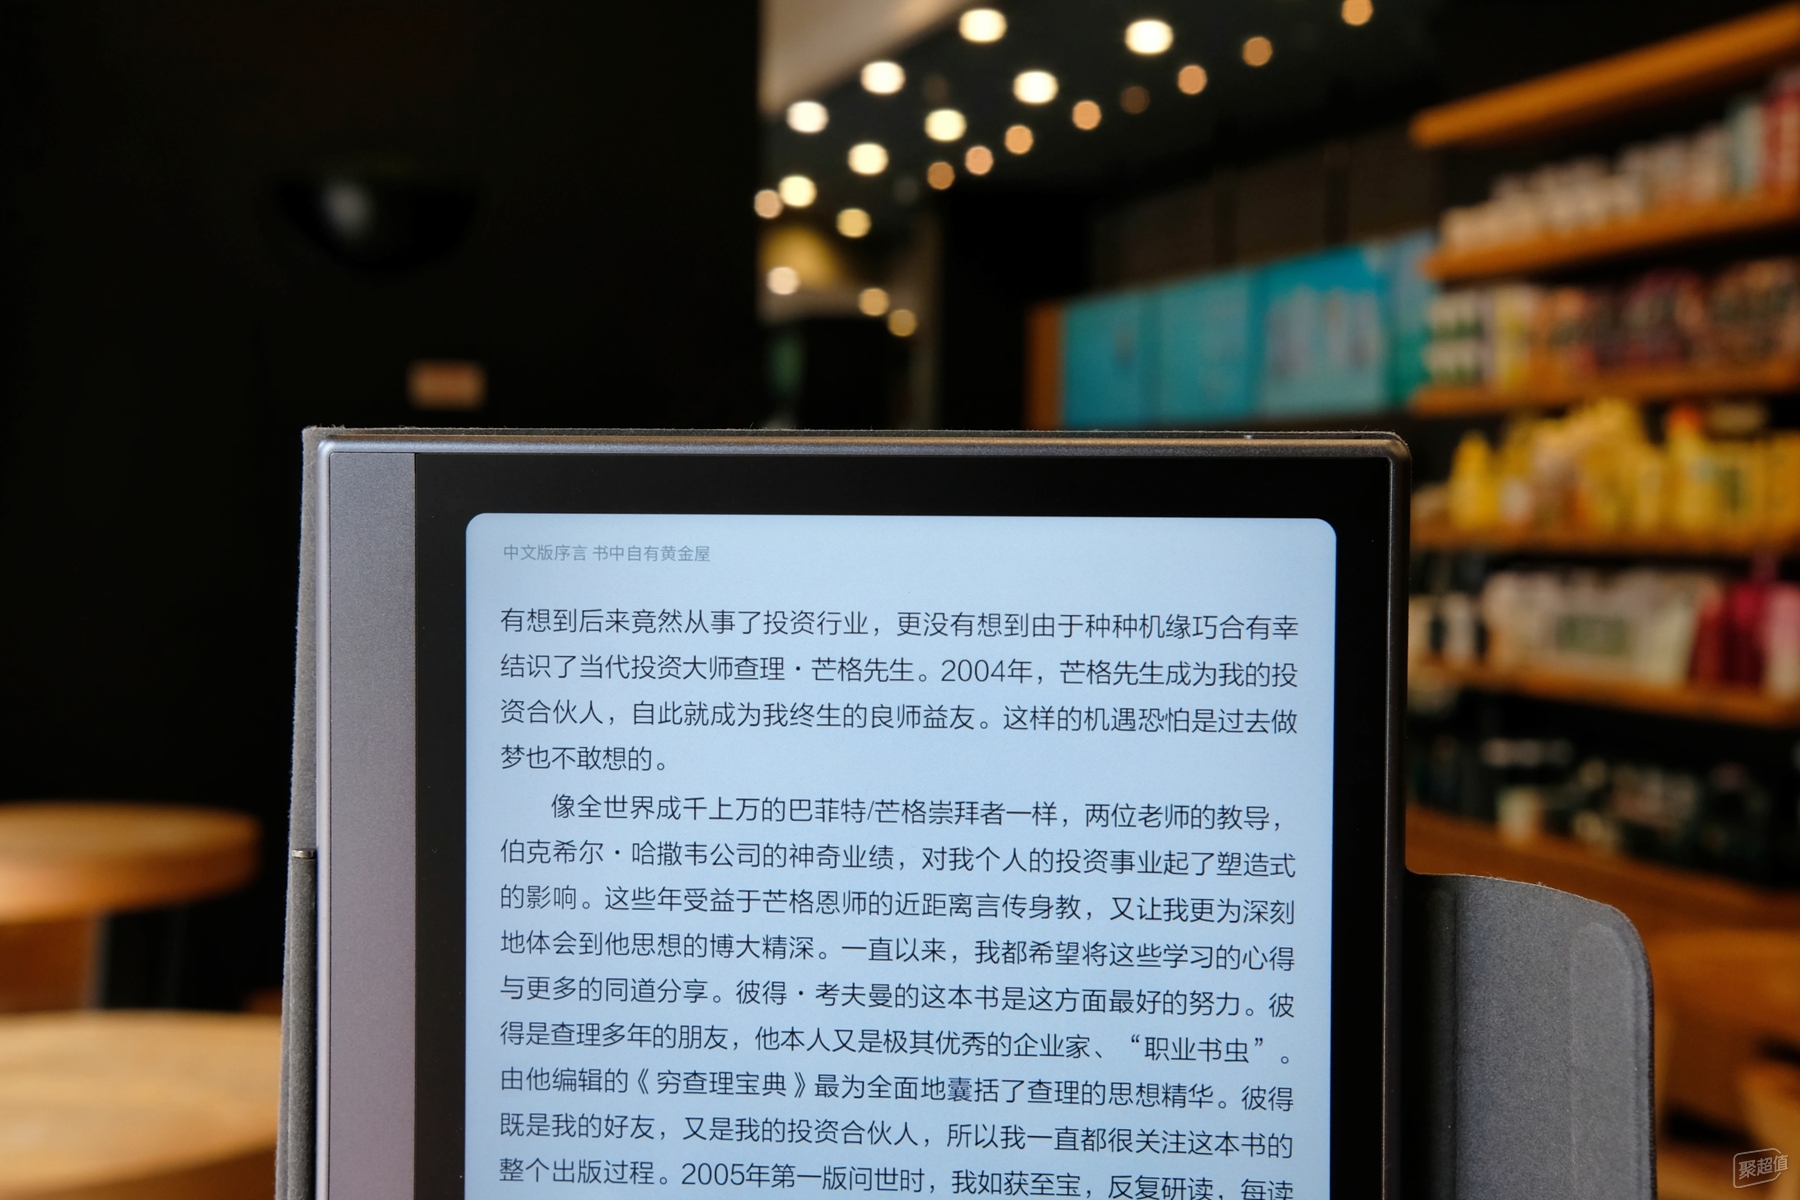 中文版序言 书中自有黄金屋
有想到后来竟然从事了投资行业，更没有想到由于种种机缘巧合有幸
结识了当代投资大师查理·芒格先生。2004年，芒格先生成为我的投
资合伙人，自此就成为我终生的良师益友。这样的机遇恐怕是过去做
梦也不敢想的。
像全世界成千上万的巴菲特/芒格崇拜者一样，两位老师的教导，
伯克希尔·哈撒韦公司的神奇业绩，对我个人的投资事业起了塑造式
的影响。这些年受益于芒格恩师的近距离言传身教，又让我更为深刻
地体会到他思想的博大精深。一直以来，我都希望将这些学习的心得
与更多的同道分享。彼得·考夫曼的这本书是这方面最好的努力。彼
得是查理多年的朋友，他本人又是极其优秀的企业家、“职业书虫”。
由他编辑的《穷查理宝典》最为全面地囊括了查理的思想精华。彼得
既是我的好友，又是我的投资合伙人，所以我一直都很关注这本书的
整个出版过程。2005年第一版问世时，我如获至宝，反复研读，每读
聚超值